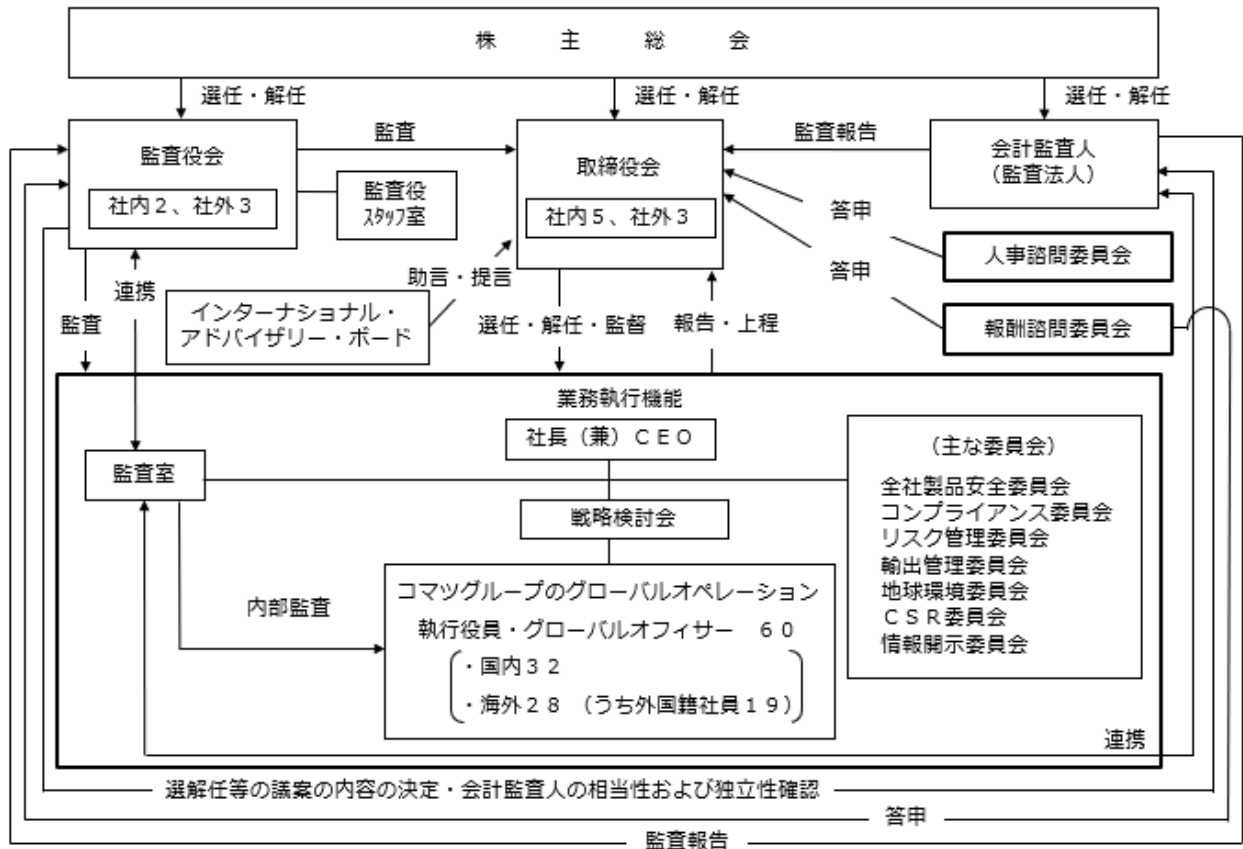 株 主 総 会
選任・解任
選任・解任
選任・解任
監査役会
社内２、社外３
監査
監査役
ｽﾀｯﾌ室
取締役会
社内５、社外３
監査報告
会計監査人
（監査法人）
答申
人事諮問委員会
答申
報酬諮問委員会
連携
監査
助言・提言
インターナショナル・
アドバイザリー・ボード
選任・解任・監督
報告・上程
業務執行機能
社長（兼）ＣＥＯ
監査室
戦略検討会
（主な委員会）
全社製品安全委員会
コンプライアンス委員会
リスク管理委員会
輸出管理委員会
地球環境委員会
ＣＳＲ委員会
情報開示委員会
内部監査
コマツグループのグローバルオペレーション
執行役員・グローバルオフィサー　６０
・国内３２
・海外２８　（うち外国籍社員１９）
連携
選解任等の議案の内容の決定・会計監査人の相当性および独立性確認
答申
監査報告